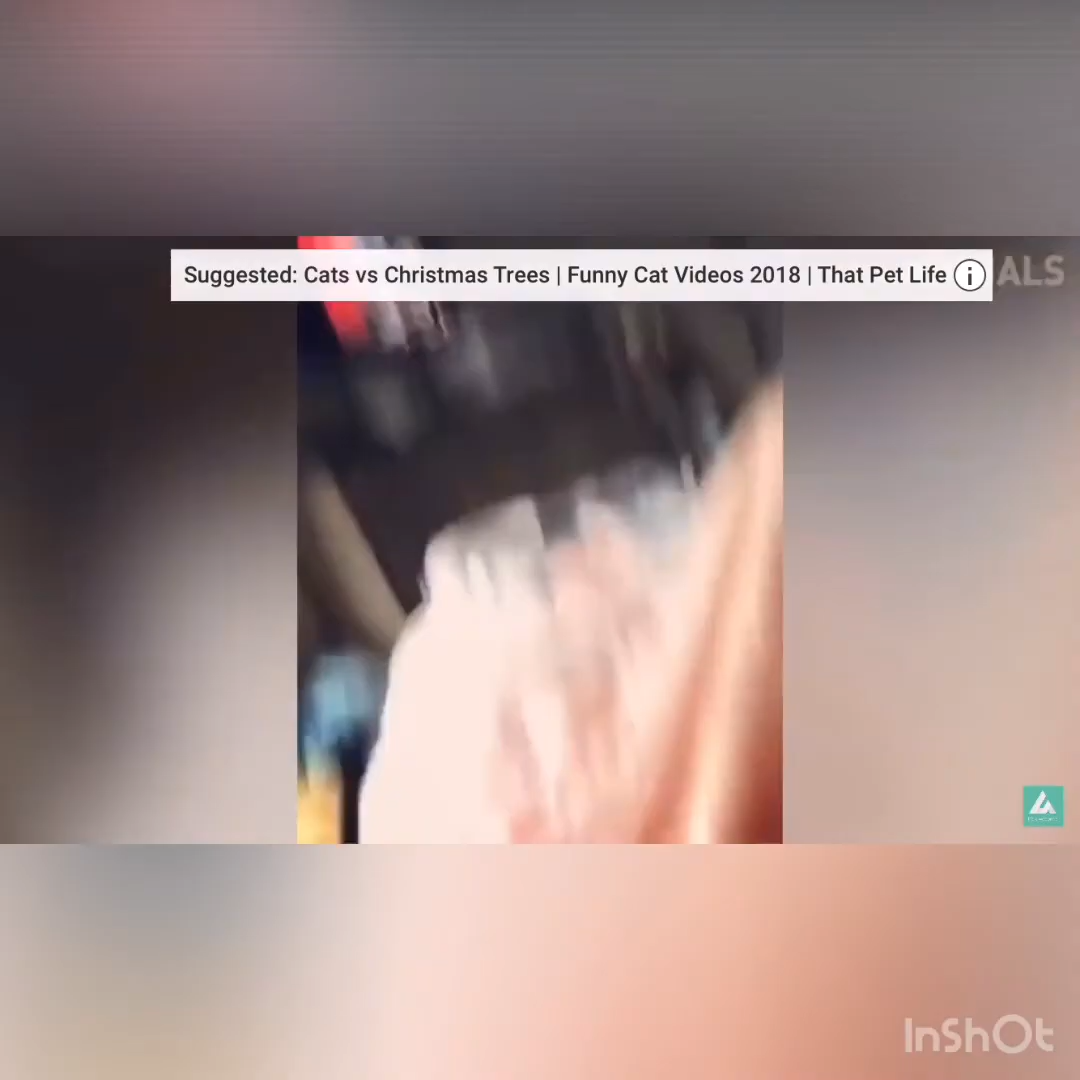 Suggested: Cats vs Christmas Trees | Funny Cat Videos 2018 | That Pet Life
ALS
InShOt